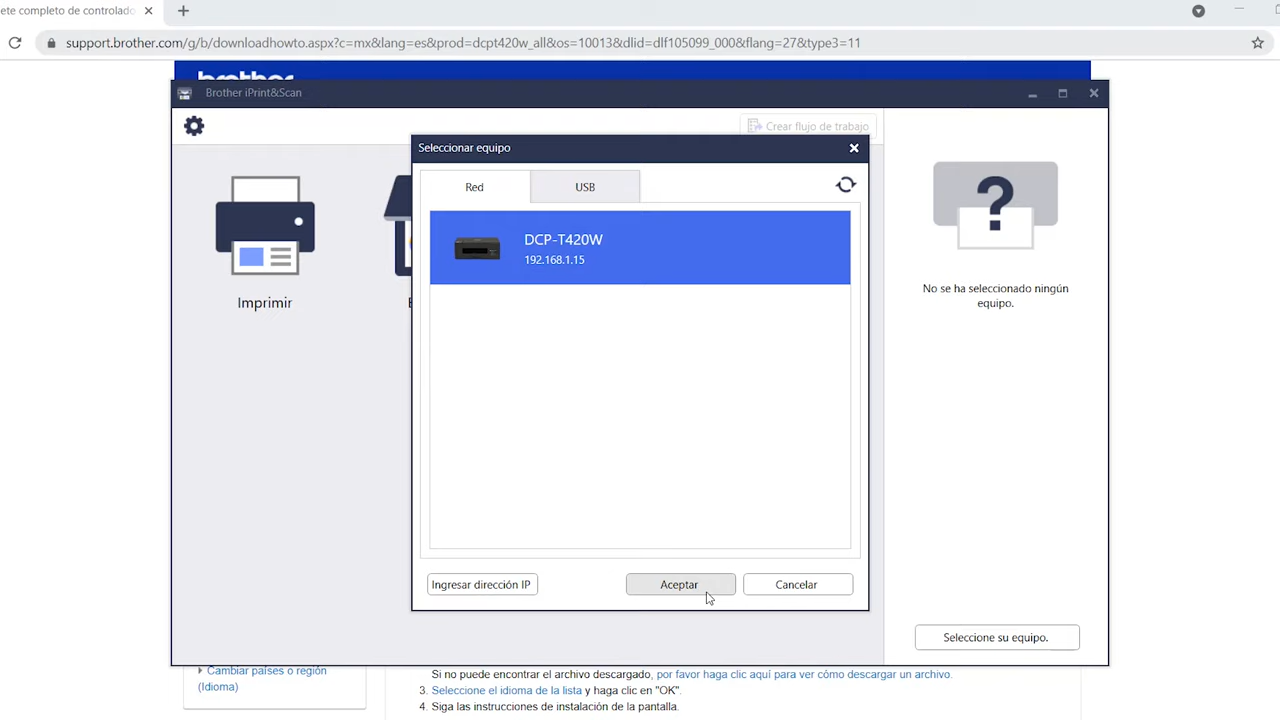 ete completo de controlado
support.brother.com/g/b/downloadhowto.aspx?c=mx&lang=es&prod=dcpt420w_all&os=10013&dlid=dlf105099_000&flang=27&type3=11
brother
Brother iPrint&Scan
Crear flujo de trabajo
Seleccionar equipo
Red
USB
DCP-T420W
192.168.1.15
Imprimir
No se ha seleccionado ningún
equipo.
Ingresar dirección IP
Aceptar
Cancelar
Seleccione su equipo.
Cambiar países o región
(Idioma)
Si no puede encontrar el archivo descargado, por favor haga clic aquí para ver cómo descargar un archivo.
3. Seleccione el idioma de la lista y haga clic en "OK".
4. Siga las instrucciones de instalación de la pantalla.